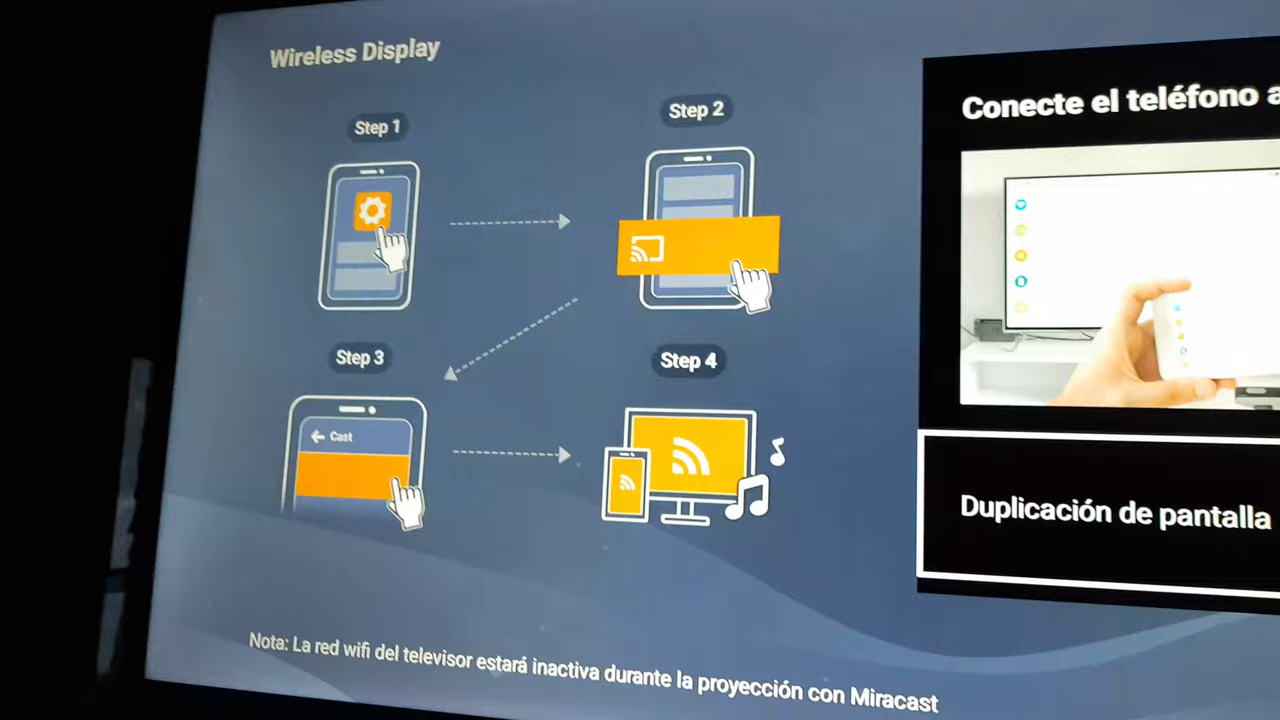 Wireless Display
Step 1
Step 2
Step 3
Cast
Step 4
Nota: La red wifi del televisor estará inactiva durante la proyección con Miracast
Conecte el teléfono a
Duplicación de pantalla